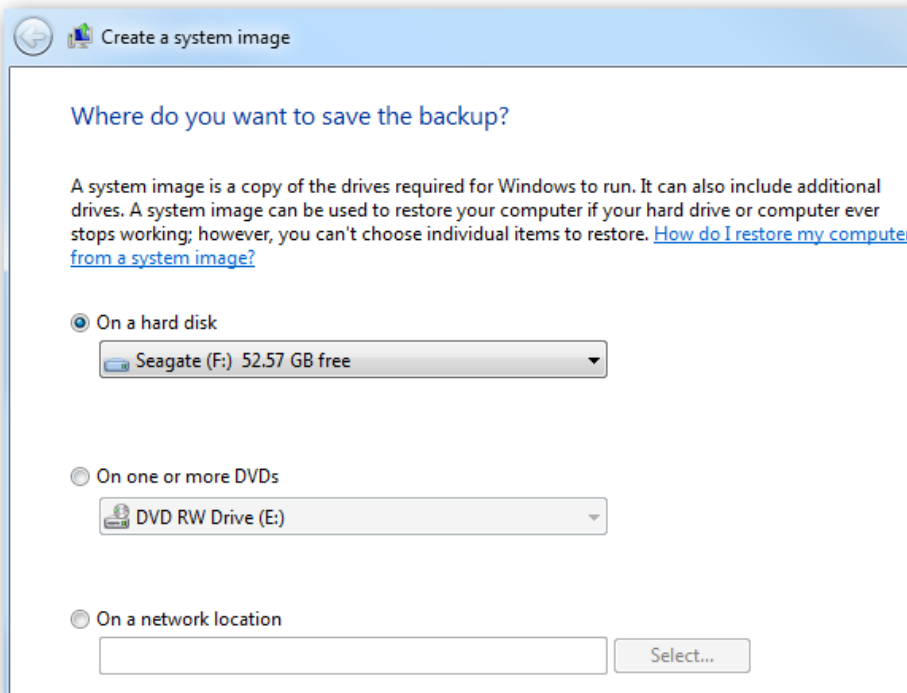 Create a system image
Where do you want to save the backup?
A system image is a copy of the drives required for Windows to run. It can also include additional
drives. A system image can be used to restore your computer if your hard drive or computer ever
stops working; however, you can't choose individual items to restore. How do I restore my computer
from a system image?
On a hard disk
Seagate (F:) 52.57 GB free
On one or more DVDs
DVD RW Drive (E:)
On a network location
Select...